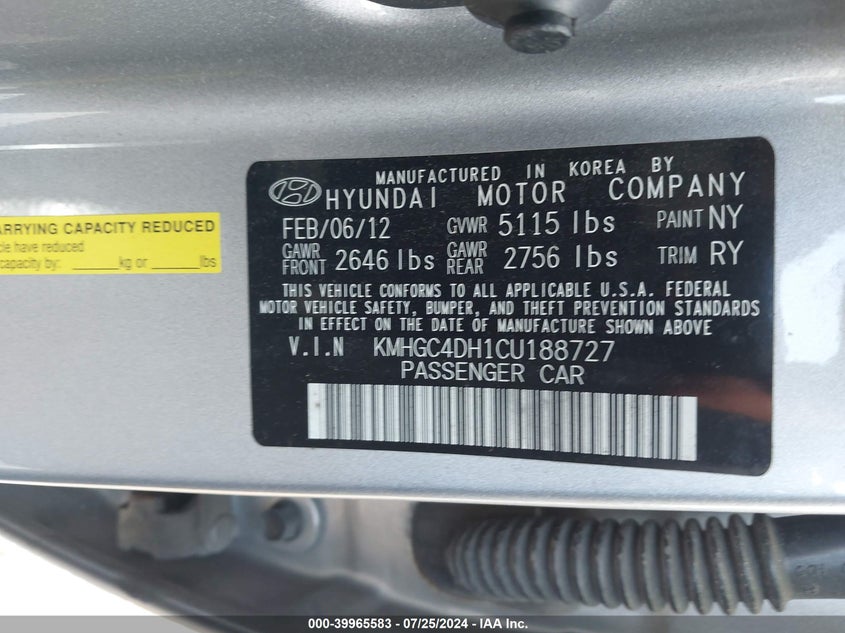 MANUFACTURED IN KOREA BY
HYUNDAI MOTOR COMPANY
FEB/06/12 GVWR 5115 lbs PAINT NY
GAWR FRONT 2646 lbs GAWR REAR 2756 lbs TRIM RY
THIS VEHICLE CONFORMS TO ALL APPLICABLE U.S.A. FEDERAL
MOTOR VEHICLE SAFETY, BUMPER, AND THEFT PREVENTION STANDARDS
IN EFFECT ON THE DATE OF MANUFACTURE SHOWN ABOVE
V.I.N KMHGC4DH1CU188727
PASSENGER CAR
ARRYING CAPACITY REDUCED
cle have reduced
capacity by: ______kg or ______lbs
000-39965583 / 07/25/2024 / © IAA Inc.